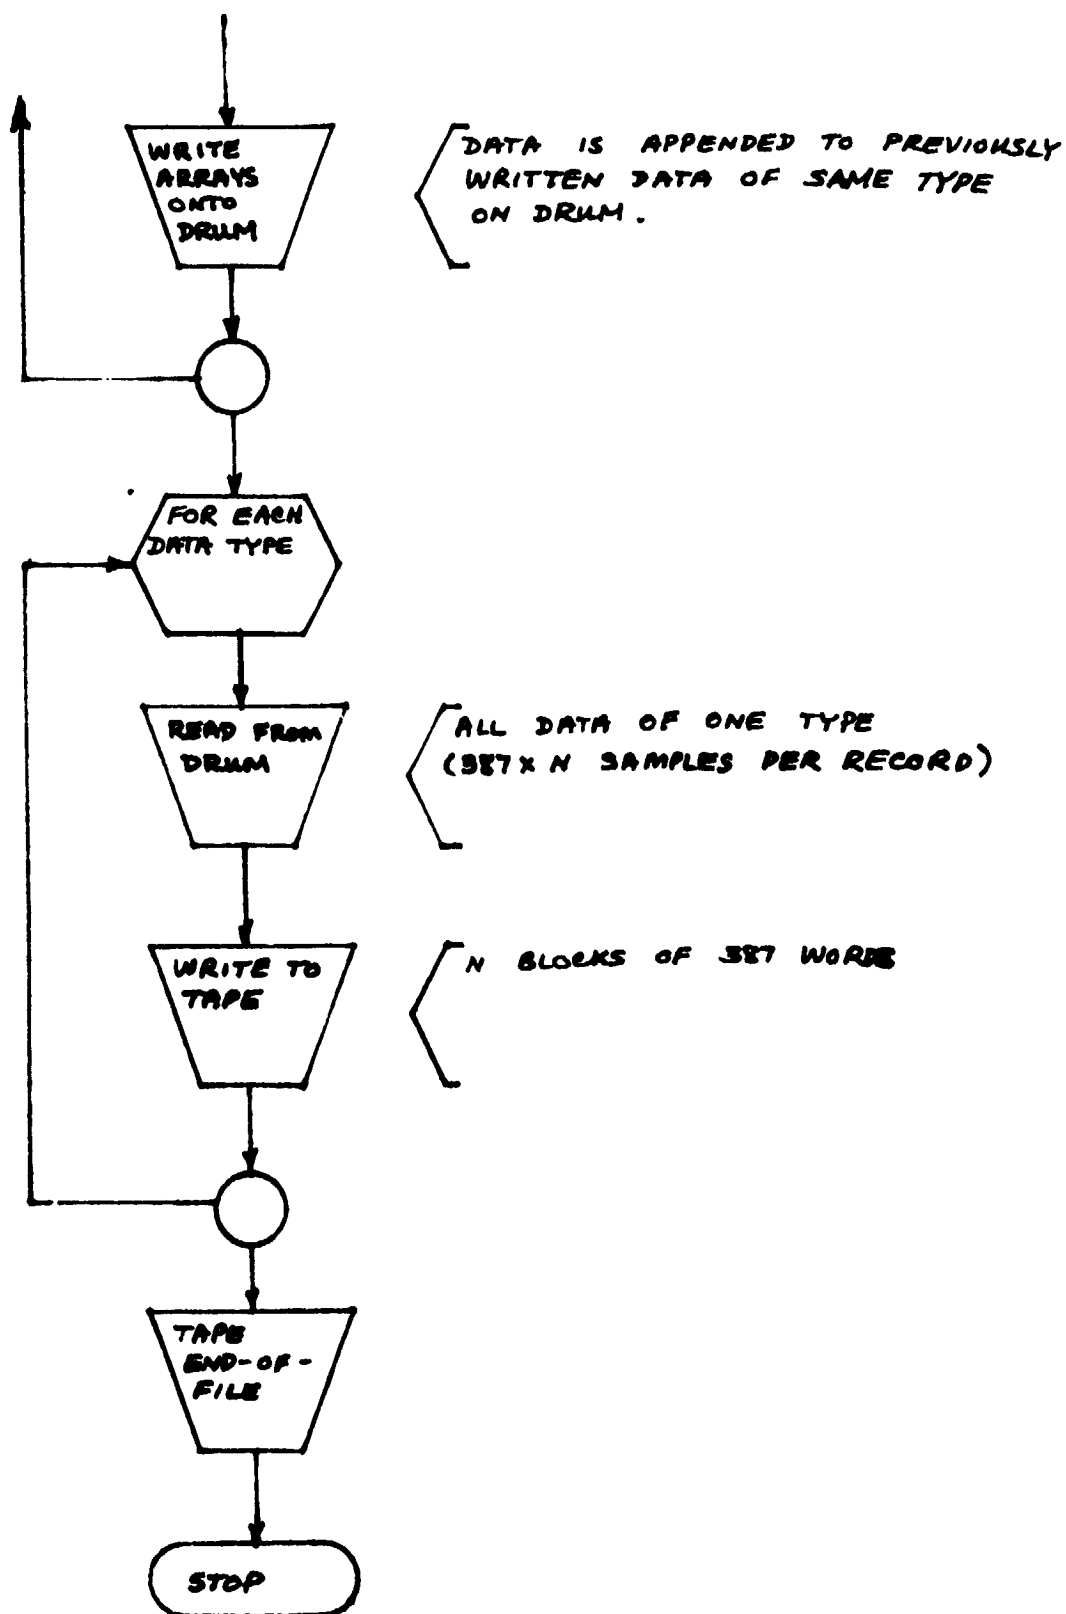 WRITE
ARRAYS
ONTO
DRUM
DATA IS APPENDED TO PREVIOUSLY
WRITTEN DATA OF SAME TYPE
ON DRUM.
FOR EACH
DATA TYPE
READ FROM
DRUM
ALL DATA OF ONE TYPE
(387 X N SAMPLES PER RECORD)
WRITE TO
TAPE
N BLOCKS OF 387 WORDS
TAPE
END-OF-
FILE
STOP